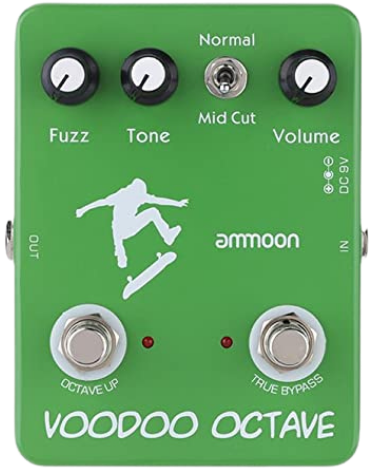 Normal
Mid Cut
Fuzz Tone Volume
DC 9V
ammoon
OUT
IN
OCTAVE UP
TRUE BYPASS
VOODOO OCTAVE